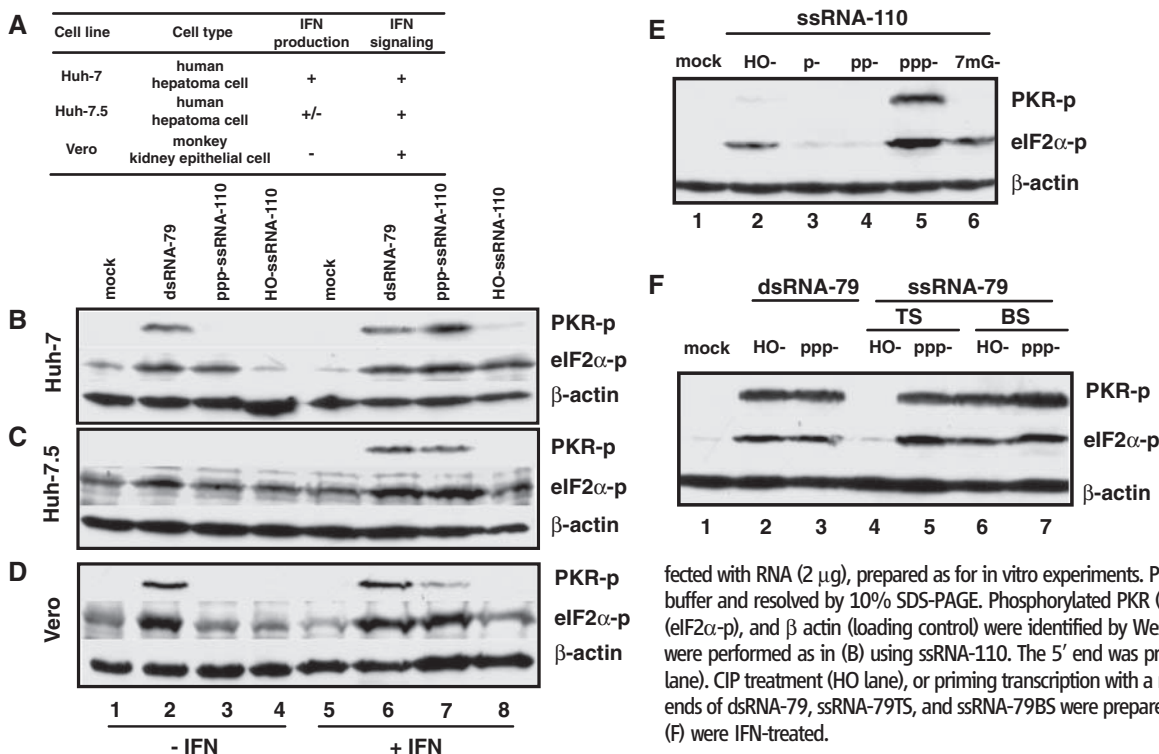 A
Cell line Cell type IFN production IFN signaling
Huh-7 human hepatoma cell + +
Huh-7.5 human hepatoma cell +/- +
Vero monkey kidney epithelial cell - +
mock dsRNA-79 ppp-ssRNA-110 HO-ssRNA-110 mock dsRNA-79 ppp-ssRNA-110 HO-ssRNA-110
B
Huh-7
PKR-p
eIF2α-p
β-actin
C
Huh-7.5
PKR-p
eIF2α-p
β-actin
D
Vero
PKR-p
eIF2α-p
β-actin
1 2 3 4 5 6 7 8
- IFN + IFN
E
ssRNA-110
mock HO- p- pp- ppp- 7mG-
PKR-p
eIF2α-p
β-actin
1 2 3 4 5 6
F
dsRNA-79 ssRNA-79
TS BS
mock HO- ppp- HO- ppp- HO- ppp-
PKR-p
eIF2α-p
β-actin
1 2 3 4 5 6 7
fected with RNA (2 μg), prepared as for in vitro experiments. P
buffer and resolved by 10% SDS-PAGE. Phosphorylated PKR (
(eIF2α-p), and β actin (loading control) were identified by We
were performed as in (B) using ssRNA-110. The 5′ end was pr
lane). CIP treatment (HO lane), or priming transcription with a
ends of dsRNA-79, ssRNA-79TS, and ssRNA-79BS were prepare
(F) were IFN-treated.